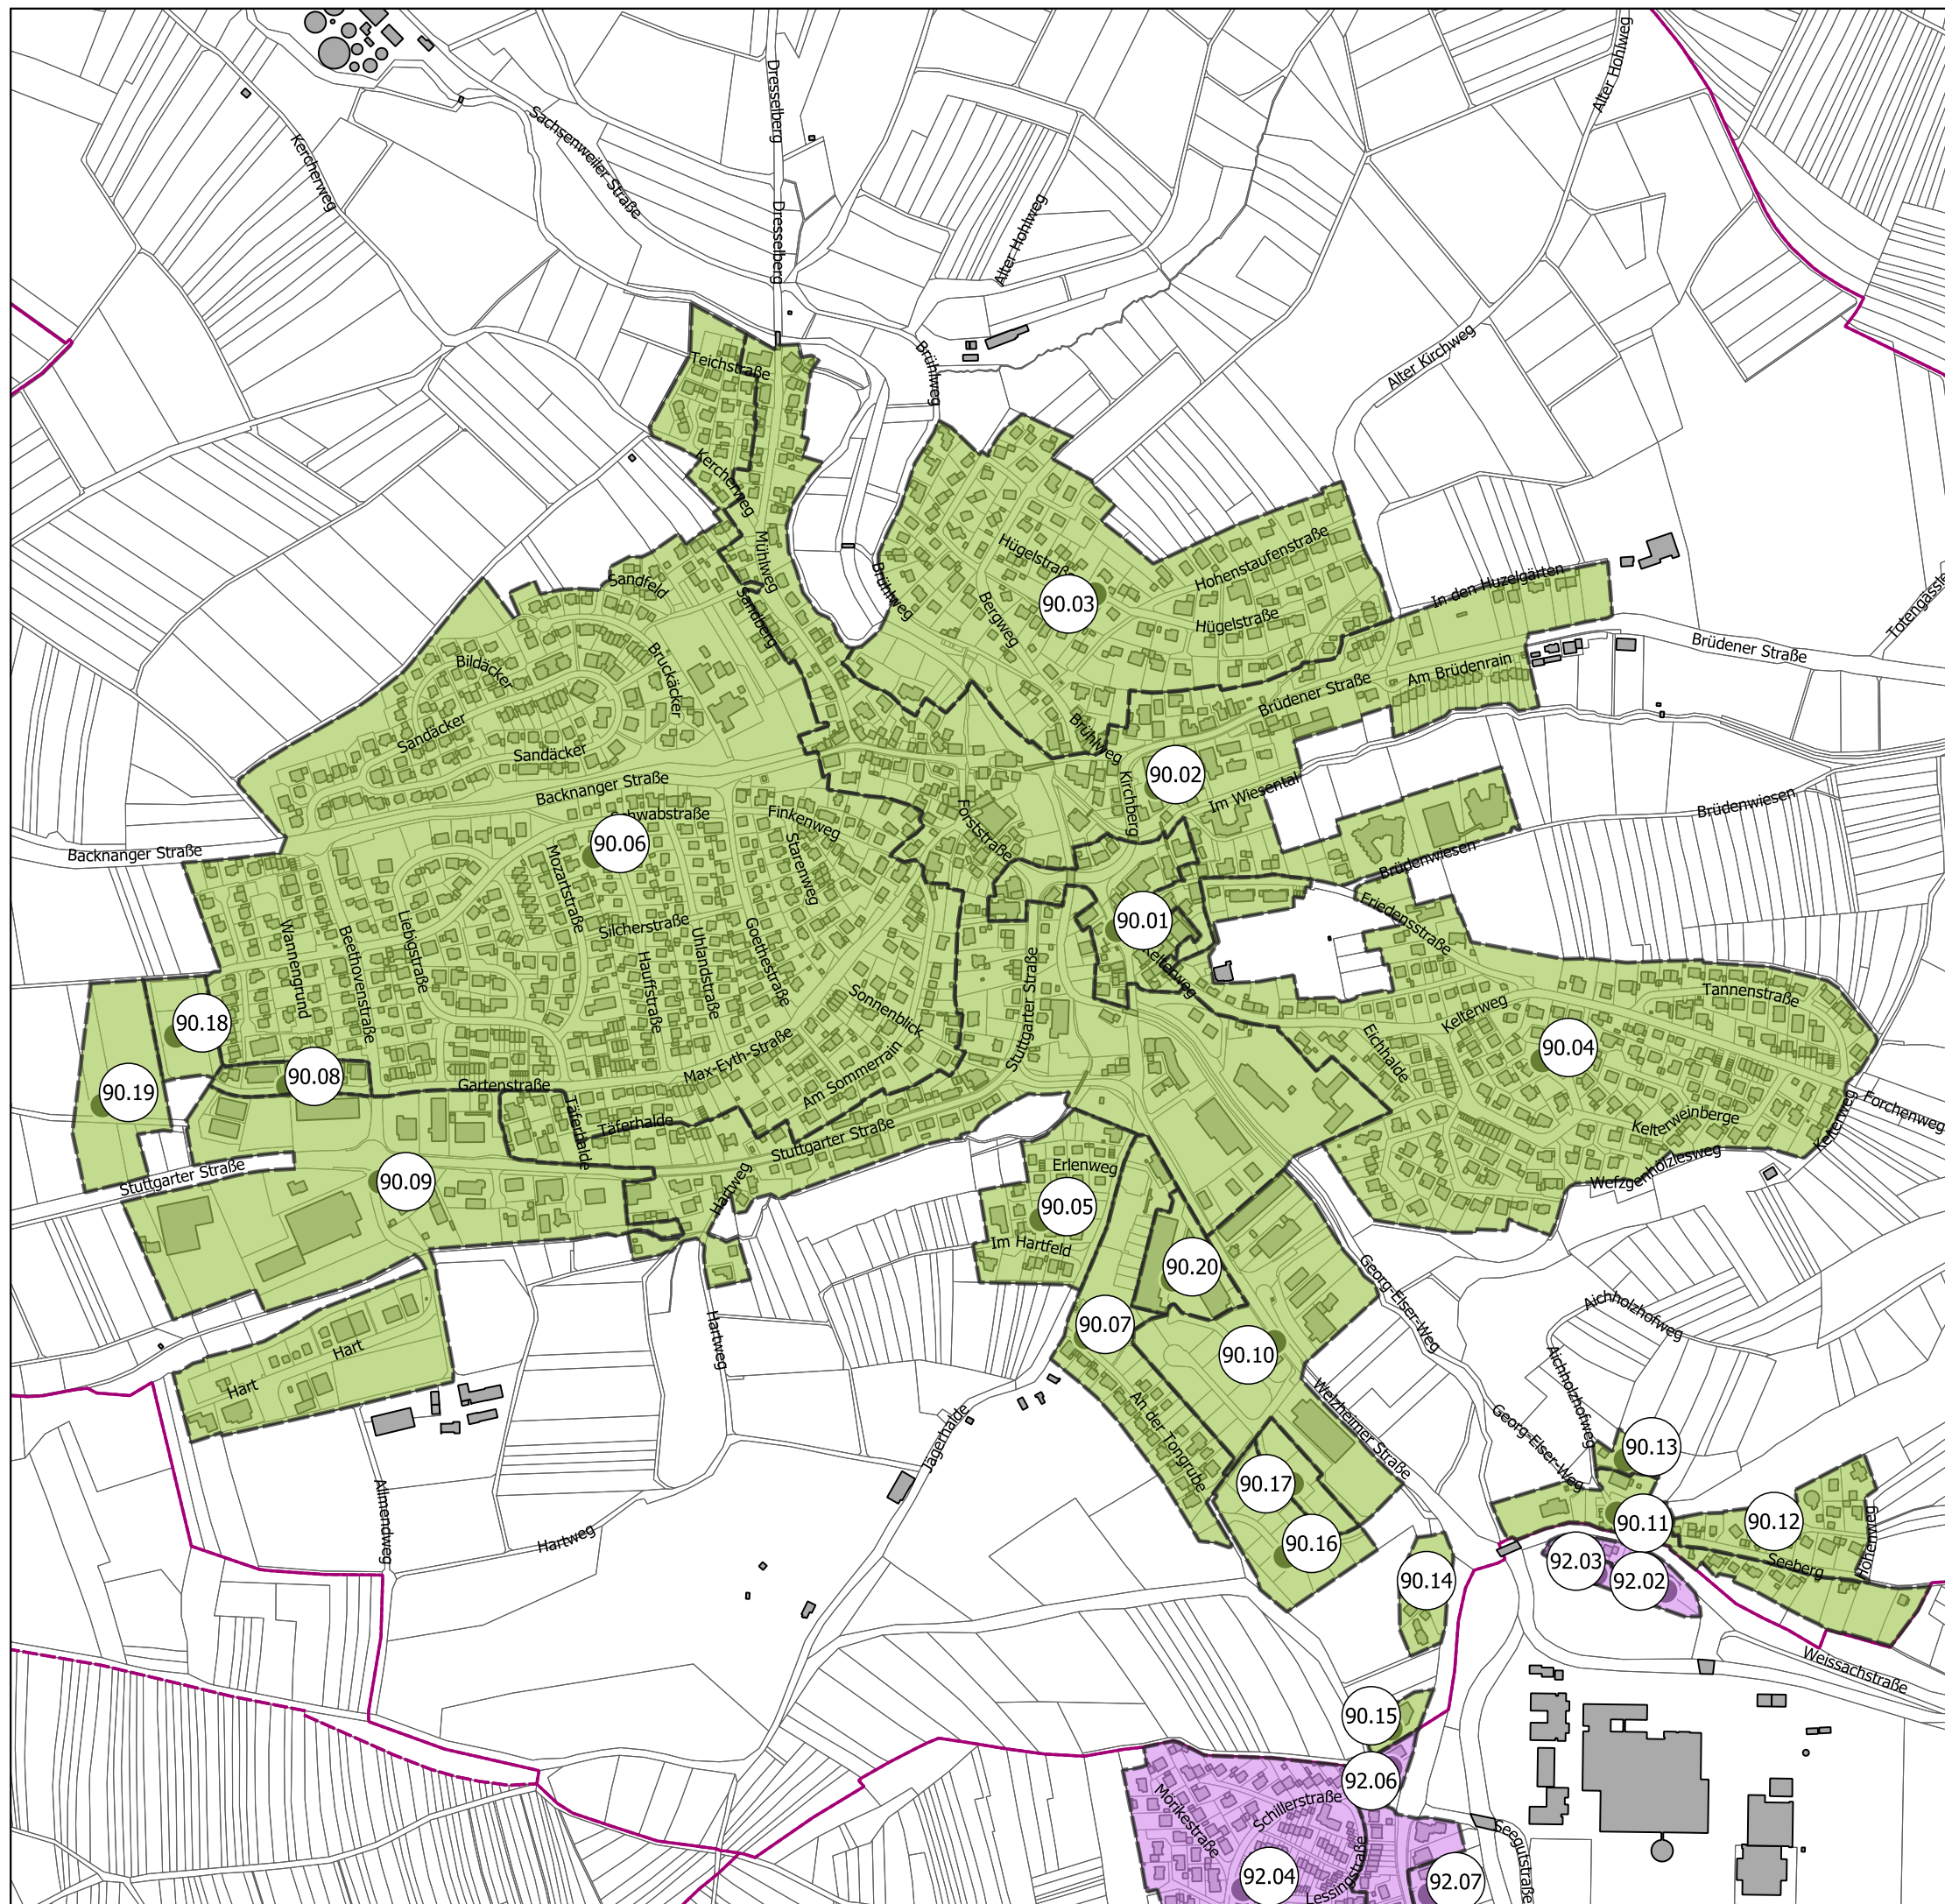 Alter Hohlweg
Dresselberg
Sachsenweiler Straße
Kercherweg
Dresselberg
Alter Hohlweg
Alter Kirchweg
Brühlweg
Teichstraße
Kercherweg
Mühlweg
Hügelstraß
Hohenstaufenstraße
In den Huzelgärten
Sandfeld
Sandberg
Brühlweg
Bergweg
90.03
Hügelstraße
Totengässle
Brüdener Straße
Bildäcker
Bruckäcker
Am Brüdenrain
Brüdener Straße
Sandäcker
Sandäcker
Brühlweg
90.02
Backnanger Straße
Kirchberg
Im Wiesental
Brüdenwiesen
hwabstraße
Finkenweg
Forststraße
90.06
Backnanger Straße
Starenweg
Brüdenwiesen
Mozartstraße
Silcherstraße
Liebigstraße
Wannengrund
Beethovenstraße
Uhlandstraße
Goethestraße
Hauffstraße
90.01
Friedensstraße
Kelterweg
Stuttgarter Straße
Sonnenblick
Tannenstraße
Kelterweg
90.18
Max-Eyth-Straße
Eichhalde
90.04
90.08
90.19
Gartenstraße
Am Sommerrain
Täferhalde
Täferhalde
Stuttgarter Straße
Kelterweinberge
Kelterweg
Forchenweg
Wefzgenhölzlesweg
Stuttgarter Straße
90.09
Hartweg
Erlenweg
90.05
Im Hartfeld
90.20
Georg-Elser-Weg
Aichholzhofweg
90.07
90.10
Hart
Hart
Hartweg
Aichholzhofweg
An der Tongrube
Welzheimer Straße
Jägerhalde
Georg-Elser-Weg
90.13
90.17
Allmendweg
Hartweg
90.16
90.11
90.12
Höhenweg
92.03
92.02
Seeberg
90.14
Weissachstraße
90.15
92.06
Mörikestraße
Schillerstraße
Lessingstraße
92.04
92.07
Seegutstraße